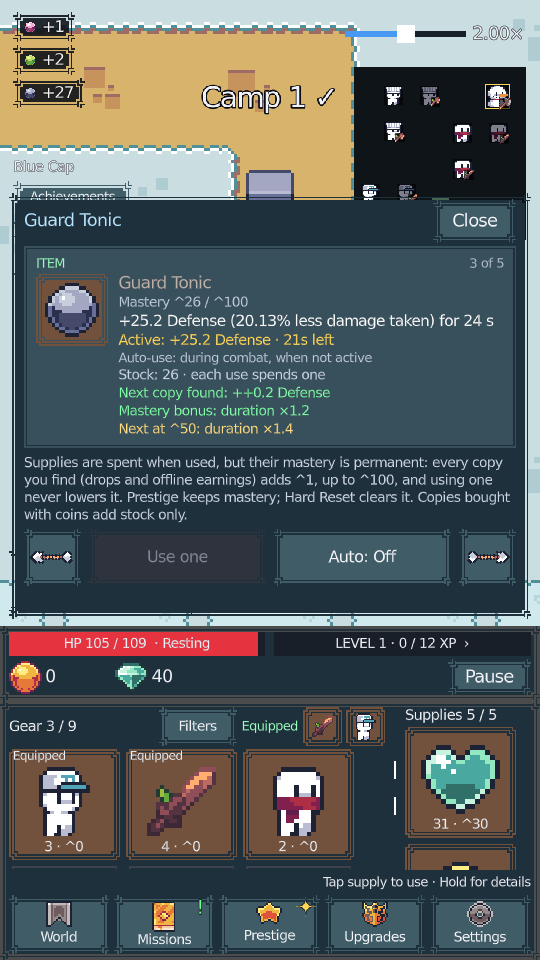 +1
+2
+27
2.00×
Camp 1 ✓
Blue Cap
Achievements
Guard Tonic
Close
ITEM
3 of 5
Guard Tonic
Mastery ^26 / ^100
+25.2 Defense (20.13% less damage taken) for 24 s
Active: +25.2 Defense · 21s left
Auto-use: during combat, when not active
Stock: 26 · each use spends one
Next copy found: ++0.2 Defense
Mastery bonus: duration ×1.2
Next at ^50: duration ×1.4
Supplies are spent when used, but their mastery is permanent: every copy
you find (drops and offline earnings) adds ^1, up to ^100, and using one
never lowers it. Prestige keeps mastery; Hard Reset clears it. Copies bought
with coins add stock only.
Use one
Auto: Off
HP 105 / 109 · Resting
LEVEL 1 · 0 / 12 XP ›
0
40
Pause
Gear 3 / 9
Filters
Equipped
Supplies 5 / 5
Equipped
Equipped
3 · ^0
4 · ^0
2 · ^0
31 · ^30
Tap supply to use · Hold for details
World
Missions
!
Prestige
Upgrades
Settings